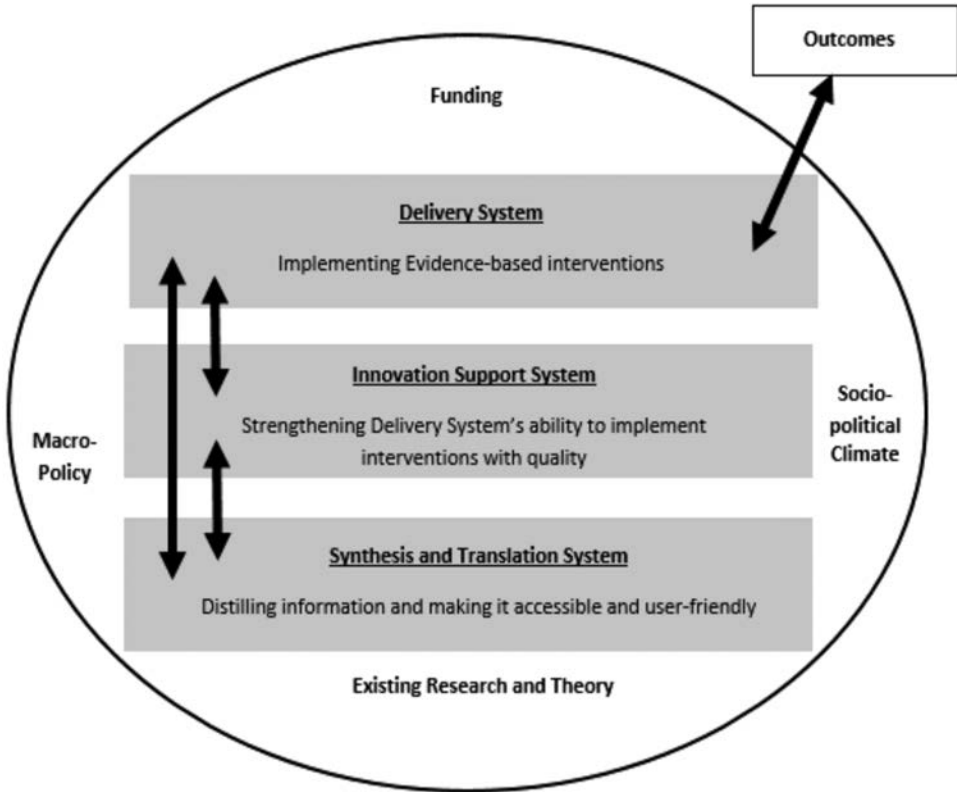 Outcomes
Funding
Delivery System
Implementing Evidence-based interventions
Innovation Support System
Strengthening Delivery System's ability to implement
interventions with quality
Macro-
Policy
Socio-
political
Climate
Synthesis and Translation System
Distilling information and making it accessible and user-friendly
Existing Research and Theory